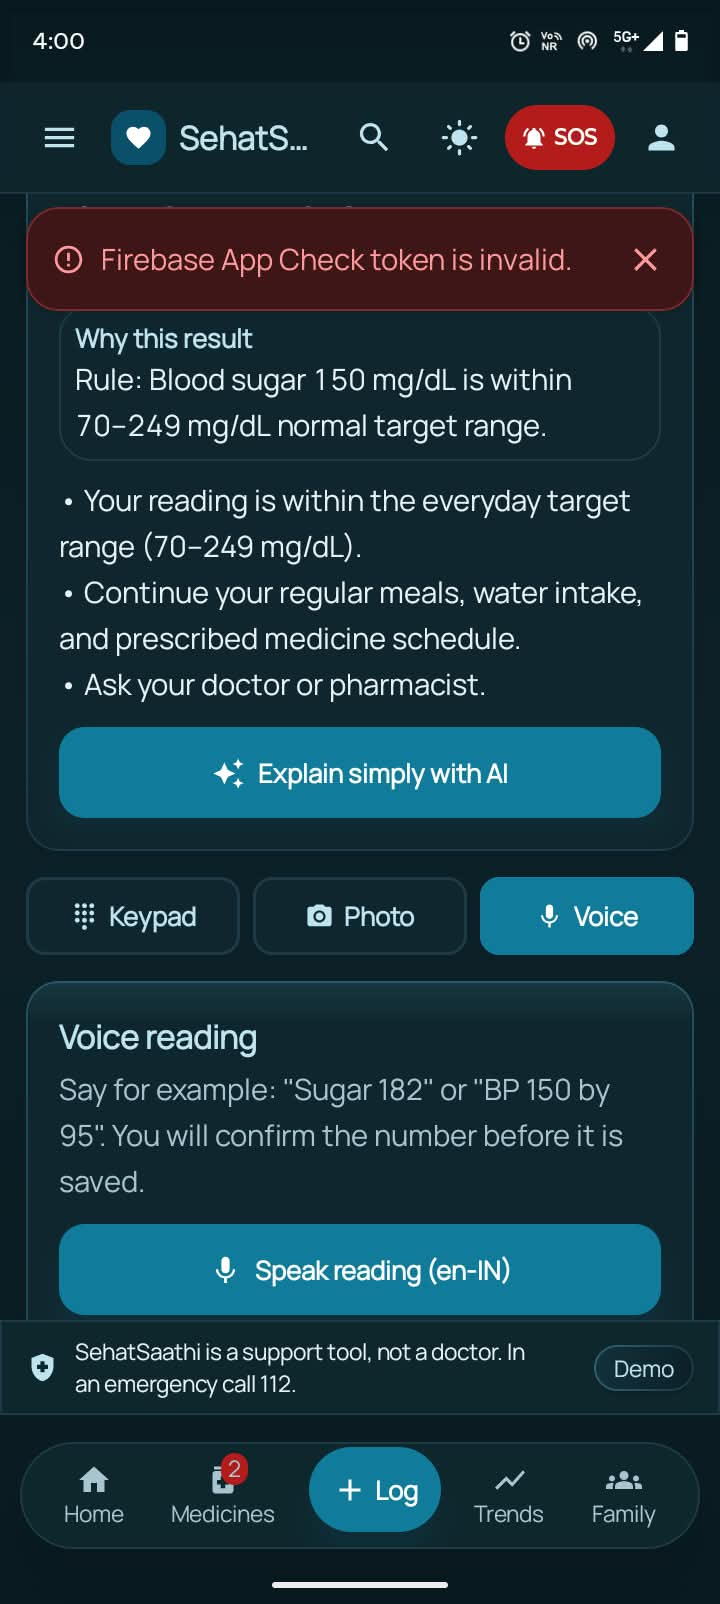 4:00
Vo NR
5G+
SehatS...
SOS
Firebase App Check token is invalid.
Why this result
Rule: Blood sugar 150 mg/dL is within
70–249 mg/dL normal target range.
• Your reading is within the everyday target
range (70–249 mg/dL).
• Continue your regular meals, water intake,
and prescribed medicine schedule.
• Ask your doctor or pharmacist.
Explain simply with AI
Keypad
Photo
Voice
Voice reading
Say for example: "Sugar 182" or "BP 150 by
95". You will confirm the number before it is
saved.
Speak reading (en-IN)
SehatSaathi is a support tool, not a doctor. In
an emergency call 112.
Demo
2
Home
Medicines
+ Log
Trends
Family